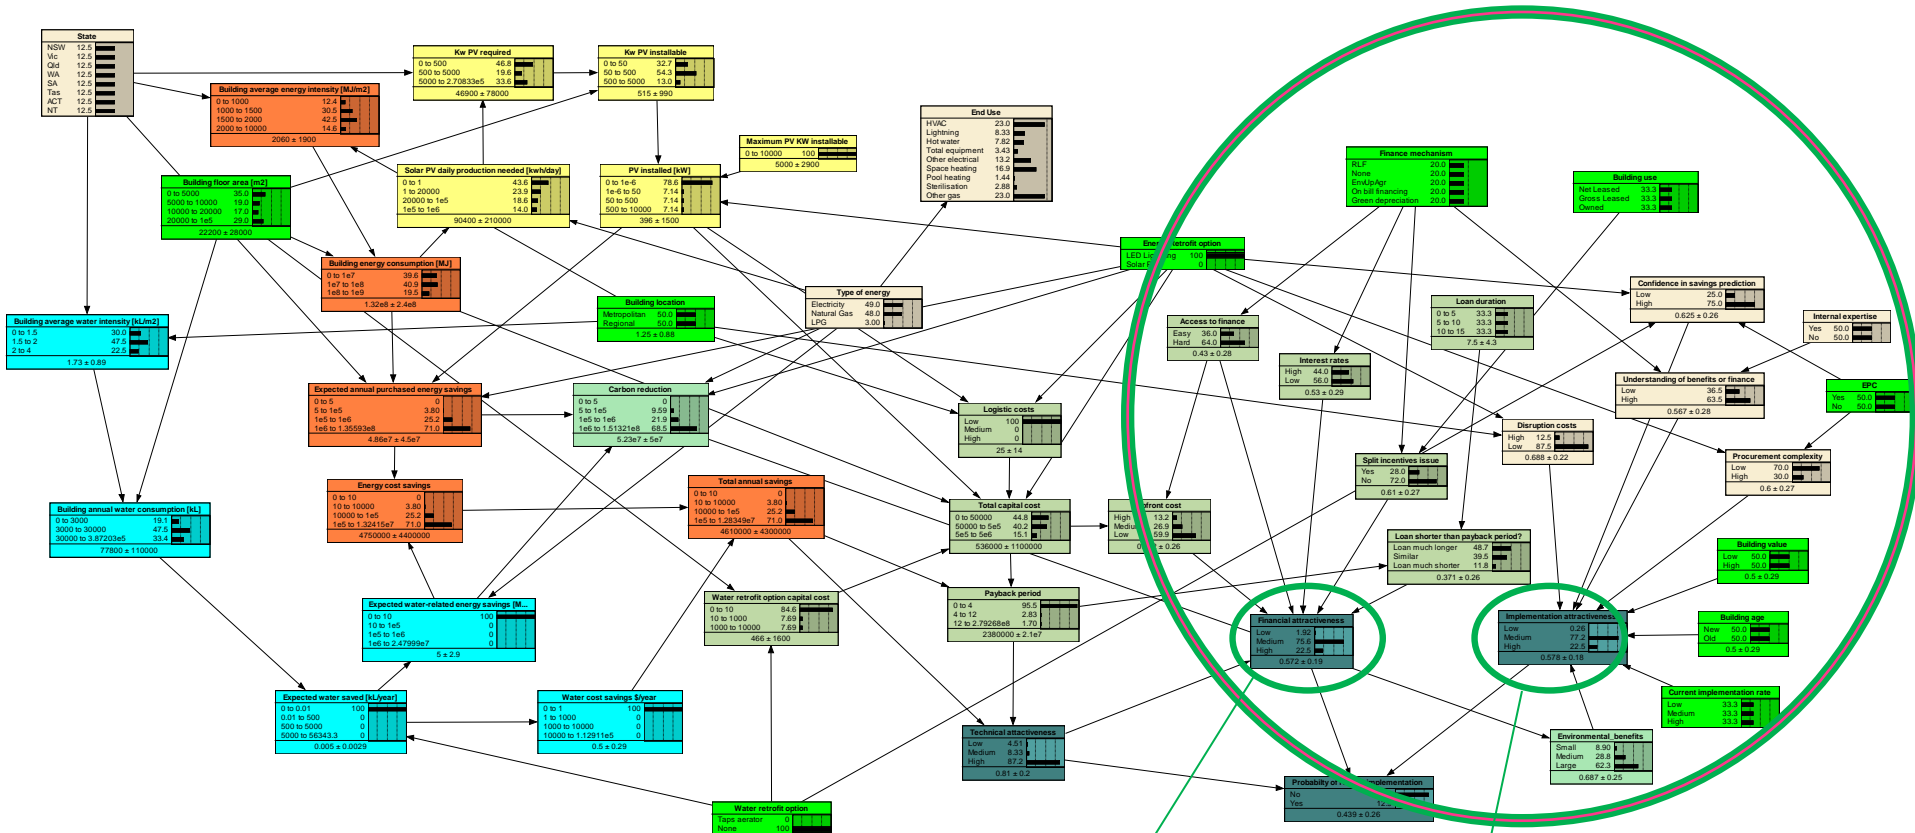 State
NSW 12.5
Vic 12.5
Qld 12.5
WA 12.5
SA 12.5
Tas 12.5
ACT 12.5
NT 12.5
Building average energy intensity [MJ/m2]
0 to 1000 12.4
1000 to 1500 30.5
1500 to 2000 42.5
2000 to 10000 14.6
2060 ± 1900
Kw PV required
0 to 500 46.8
500 to 5000 19.6
5000 to 2.70833e5 33.6
46900 ± 78000
Kw PV installable
0 to 50 32.7
50 to 500 54.3
500 to 5000 13.0
515 ± 990
Maximum PV KW installable
0 to 10000 100
5000 ± 2900
End Use
HVAC 23.0
Lightning 8.33
Hot water 7.82
Total equipment 3.43
Other electrical 13.2
Space heating 16.9
Pool heating 1.44
Sterilisation 2.88
Other gas 23.0
Building floor area [m2]
0 to 5000 35.0
5000 to 10000 19.0
10000 to 20000 17.0
20000 to 1e5 29.0
22200 ± 28000
Solar PV daily production needed [kwh/day]
0 to 1 43.6
1 to 20000 23.9
20000 to 1e5 18.6
1e5 to 1e6 14.0
90400 ± 210000
PV installed [kW]
0 to 1e-6 78.6
1e-6 to 50 7.14
50 to 500 7.14
500 to 10000 7.14
396 ± 1500
Finance mechanism
RLF 20.0
None 20.0
EnvUpAgr 20.0
On bill financing 20.0
Green depreciation 20.0
Building use
Net Leased 33.3
Gross Leased 33.3
Owned 33.3
Building energy consumption [MJ]
0 to 1e7 39.6
1e7 to 1e8 40.9
1e8 to 1e9 19.5
1.32e8 ± 2.4e8
Energy retrofit option
LED Lighting 100
Solar 0
Type of energy
Electricity 49.0
Natural Gas 48.0
LPG 3.00
Building location
Metropolitan 50.0
Regional 50.0
1.25 ± 0.88
Confidence in savings prediction
Low 25.0
High 75.0
0.625 ± 0.26
Loan duration
0 to 5 33.3
5 to 10 33.3
10 to 15 33.3
7.5 ± 4.3
Internal expertise
Yes 50.0
No 50.0
Building average water intensity [kL/m2]
0 to 1.5 30.0
1.5 to 2 47.5
2 to 4 22.5
1.73 ± 0.89
Access to finance
Easy 36.0
Hard 64.0
0.43 ± 0.28
Interest rates
High 44.0
Low 56.0
0.53 ± 0.29
Understanding of benefits or finance
Low 36.5
High 63.5
0.567 ± 0.28
EPC
Yes 50.0
No 50.0
Expected annual purchased energy savings
0 to 5 0
5 to 1e5 3.80
1e5 to 1e6 25.2
1e6 to 1.35593e8 71.0
4.86e7 ± 4.5e7
Carbon reduction
0 to 5 0
5 to 1e5 9.59
1e5 to 1e6 21.9
1e6 to 1.51321e8 68.5
5.23e7 ± 5e7
Logistic costs
Low 100
Medium 0
High 0
25 ± 14
Disruption costs
High 12.5
Low 87.5
0.688 ± 0.22
Split incentives issue
Yes 28.0
No 72.0
0.61 ± 0.27
Procurement complexity
Low 70.0
High 30.0
0.6 ± 0.27
Energy cost savings
0 to 10 0
10 to 10000 3.80
10000 to 1e5 25.2
1e5 to 1.32415e7 71.0
4750000 ± 4400000
Total annual savings
0 to 10 0
10 to 10000 3.80
10000 to 1e5 25.2
1e5 to 1.28349e7 71.0
4610000 ± 4300000
Building annual water consumption [kL]
0 to 3000 19.1
3000 to 30000 47.5
30000 to 3.87203e5 33.4
77800 ± 110000
Total capital cost
0 to 50000 44.8
50000 to 5e5 40.2
5e5 to 5e6 15.1
536000 ± 1100000
front cost
High 13.2
Medium 26.9
Low 59.9
± 0.26
Loan shorter than payback period?
Loan much longer 48.7
Similar 39.5
Loan much shorter 11.8
0.371 ± 0.26
Building value
Low 50.0
High 50.0
0.5 ± 0.29
Expected water-related energy savings [M...
0 to 10 100
10 to 1e5 0
1e5 to 1e6 0
1e6 to 2.47999e7 0
5 ± 2.9
Water retrofit option capital cost
0 to 10 84.6
10 to 1000 7.69
1000 to 10000 7.69
466 ± 1600
Payback period
0 to 4 95.5
4 to 12 2.83
12 to 2.79268e8 1.70
2380000 ± 2.1e7
Financial attractiveness
Low 1.92
Medium 75.6
High 22.5
0.572 ± 0.19
Implementation attractiveness
Low 0.26
Medium 77.2
High 22.5
0.578 ± 0.18
Building age
New 50.0
Old 50.0
0.5 ± 0.29
Expected water saved [kL/year]
0 to 0.01 100
0.01 to 500 0
500 to 5000 0
5000 to 56343.3 0
0.005 ± 0.0029
Water cost savings $/year
0 to 1 100
1 to 1000 0
1000 to 10000 0
10000 to 1.12911e5 0
0.5 ± 0.29
Current implementation rate
Low 33.3
Medium 33.3
High 33.3
Technical attactiveness
Low 4.51
Medium 8.33
High 87.2
0.81 ± 0.2
Environmental_benefits
Small 8.90
Medium 28.8
Large 62.3
0.687 ± 0.25
Probabilty of implementation
No
Yes
0.439 ± 0.26
Water retrofit option
Taps aerator 0
None 100